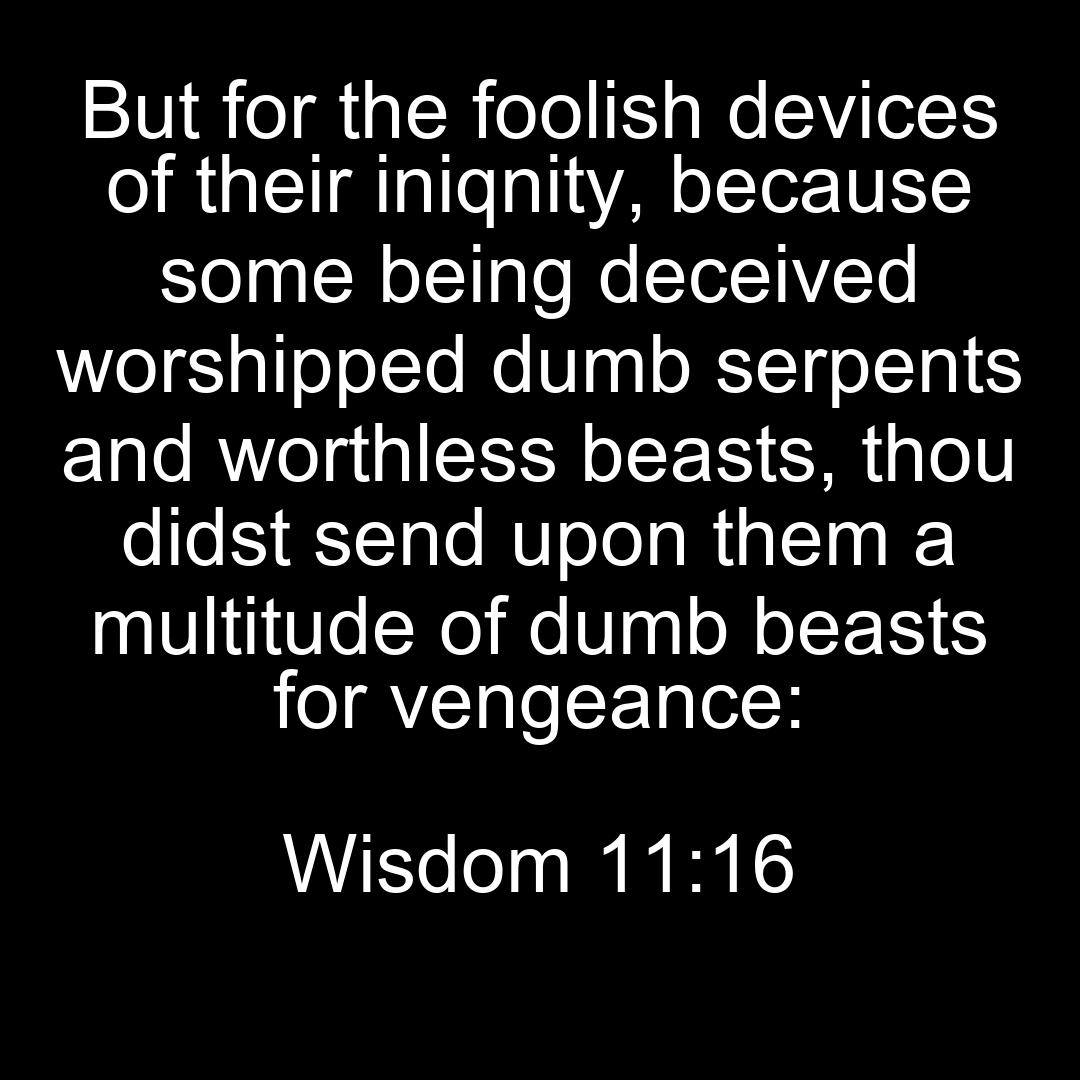 But for the foolish devices
of their iniqnity, because
some being deceived
worshipped dumb serpents
and worthless beasts, thou
didst send upon them a
multitude of dumb beasts
for vengeance:
Wisdom 11:16